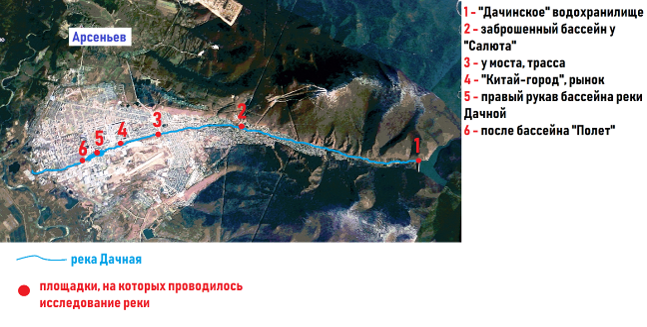 Арсеньев
1
2
3
4
5
6
1 - "Дачинское" водохранилище
2 - заброшенный бассейн у
"Салюта"
3 - у моста, трасса
4 - "Китай-город", рынок
5 - правый рукав бассейна реки
Дачной
6 - после бассейна "Полет"
река Дачная
площадки, на которых проводилось
исследование реки